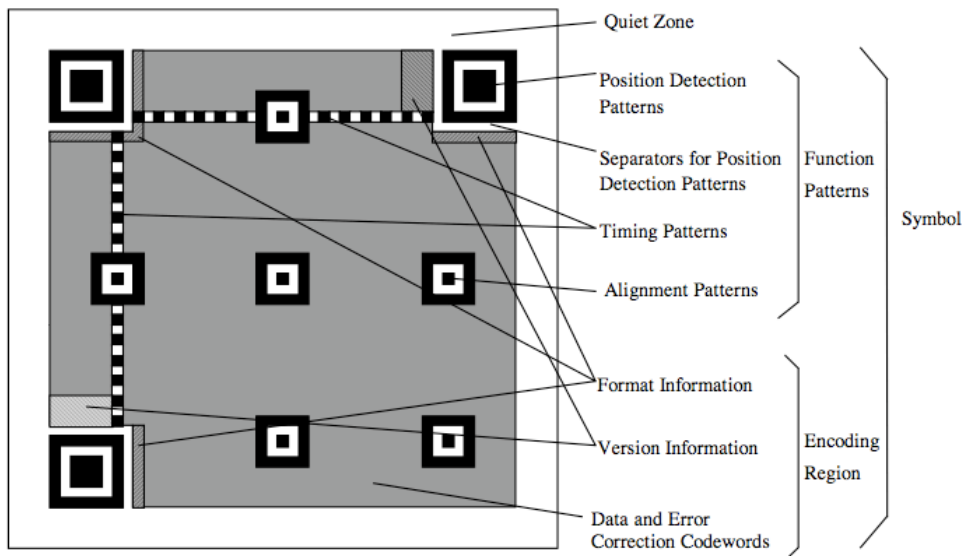 Quiet Zone
Position Detection
Patterns
Separators for Position
Detection Patterns
Function
Patterns
Symbol
Timing Patterns
Alignment Patterns
Format Information
Version Information
Encoding
Region
Data and Error
Correction Codewords